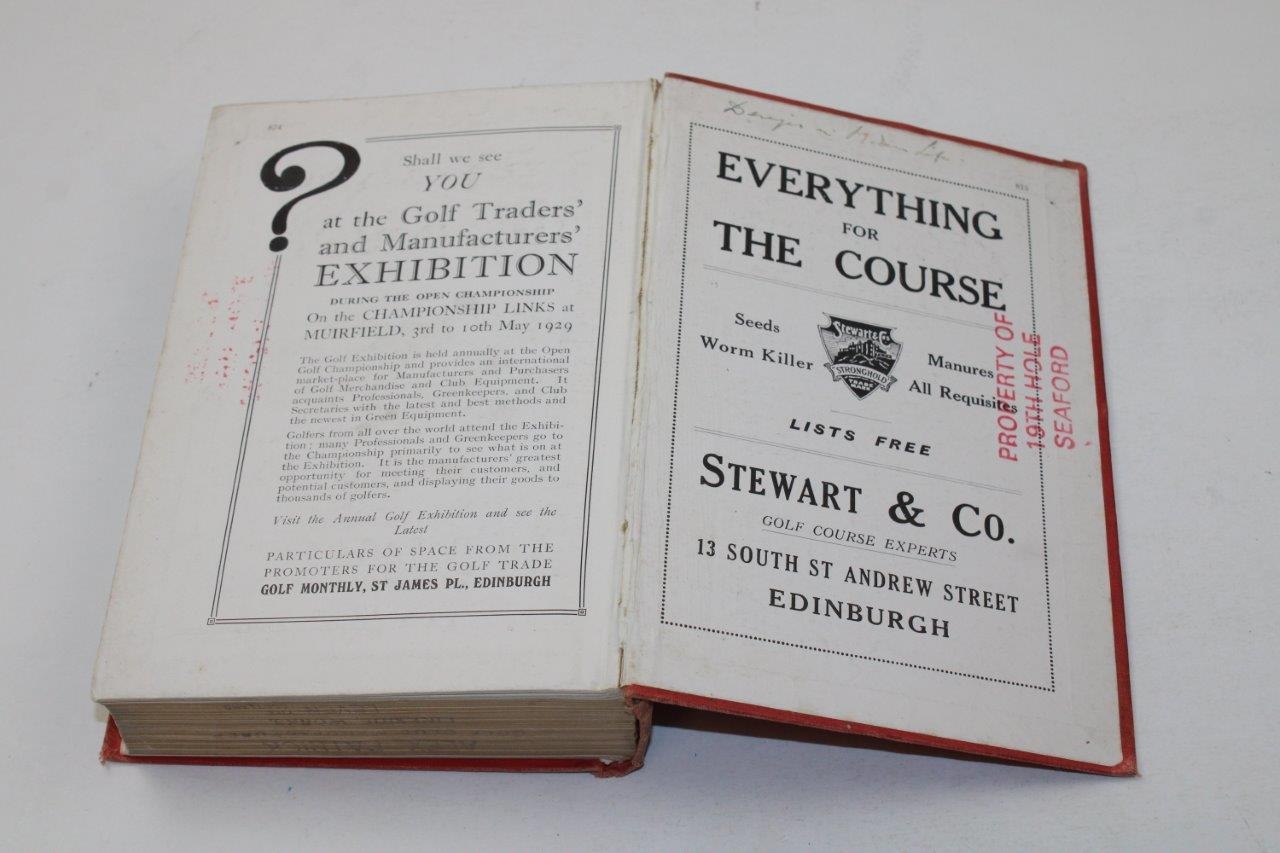 874
?
Shall we see
YOU
at the Golf Traders'
and Manufacturers'
EXHIBITION
DURING THE OPEN CHAMPIONSHIP
On the CHAMPIONSHIP LINKS at
MUIRFIELD, 3rd to 10th May 1929
The Golf Exhibition is held annually at the Open
Golf Championship and provides an international
market-place for Manufacturers and Purchasers
of Golf Merchandise and Club Equipment. It
acquaints Professionals, Greenkeepers, and Club
Secretaries with the latest and best methods and
the newest in Green Equipment.
Golfers from all over the world attend the Exhibi-
tion; many Professionals and Greenkeepers go to
the Championship primarily to see what is on at
the Exhibition. It is the manufacturers' greatest
opportunity for meeting their customers, and
potential customers, and displaying their goods to
thousands of golfers.
Visit the Annual Golf Exhibition and see the
Latest
PARTICULARS OF SPACE FROM THE
PROMOTERS FOR THE GOLF TRADE
GOLF MONTHLY, ST JAMES PL., EDINBURGH
875
EVERYTHING
FOR
THE COURSE
Seeds
Worm Killer
Stewart & Co.
STRONGHOLD
TRADE
MARK
Manures
All Requisites
LISTS FREE
STEWART & CO.
GOLF COURSE EXPERTS
13 SOUTH ST ANDREW STREET
EDINBURGH
PROPERTY OF
19TH HOLE
SEAFORD